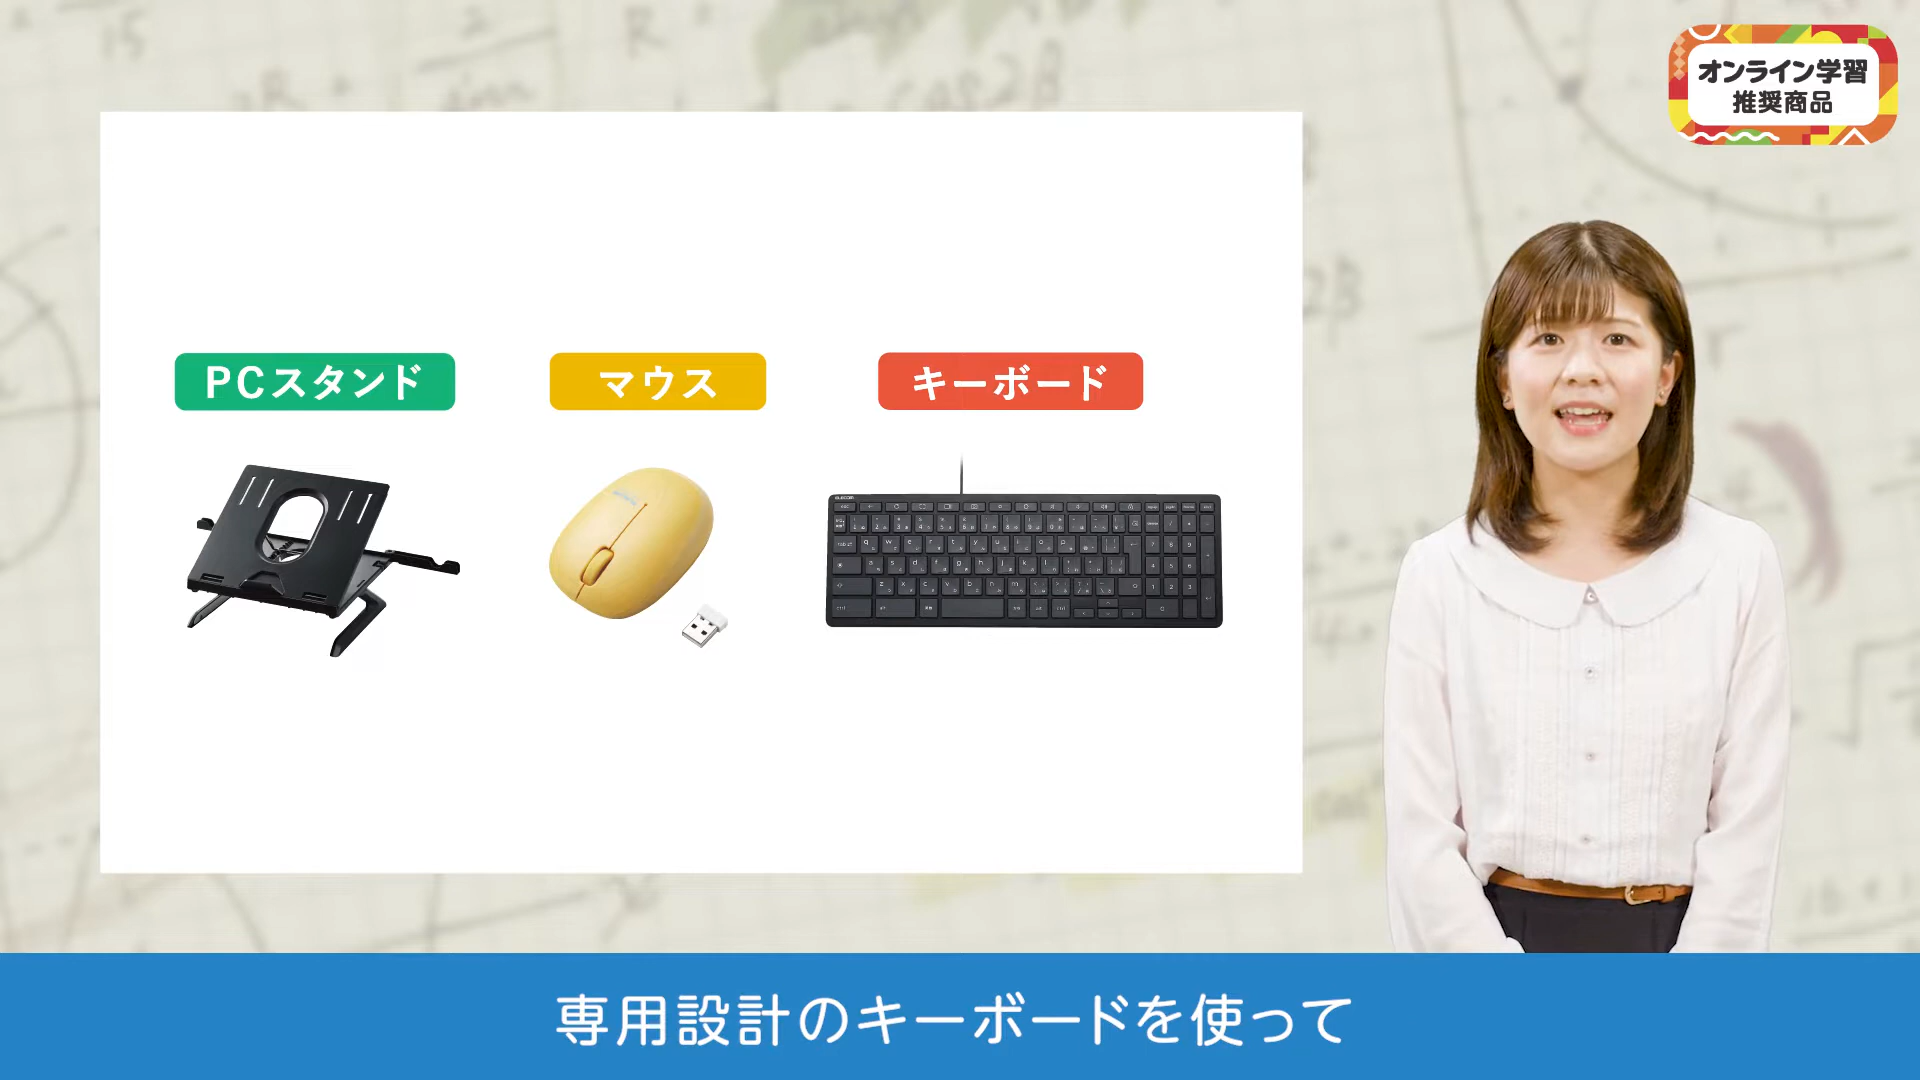 オンライン学習
推奨商品
PCスタンド
マウス
キーボード
ELECOM
専用設計のキーボードを使って